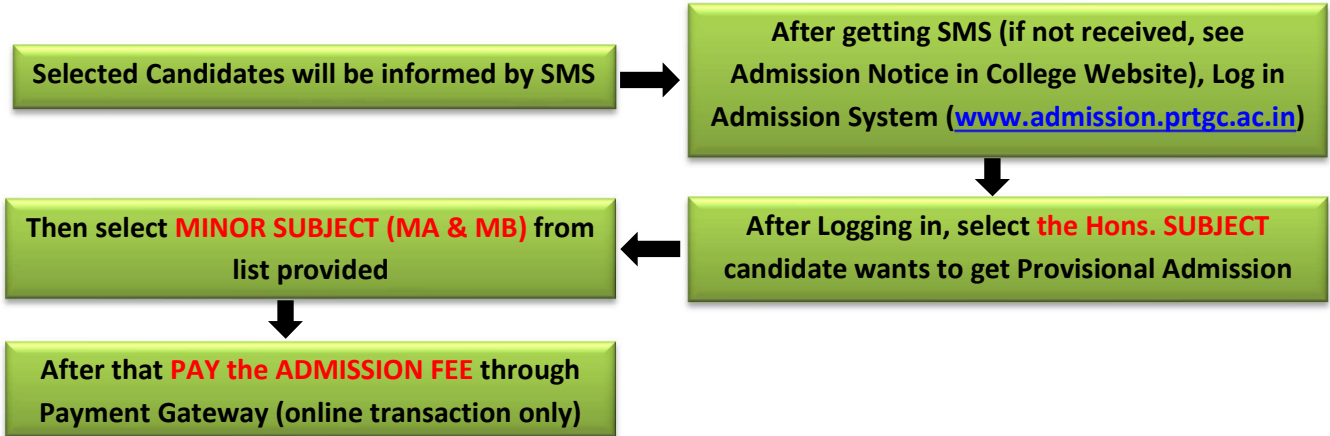 Selected Candidates will be informed by SMS
After getting SMS (if not received, see
Admission Notice in College Website), Log in
Admission System (www.admission.prtgc.ac.in)
After Logging in, select the Hons. SUBJECT
candidate wants to get Provisional Admission
Then select MINOR SUBJECT (MA & MB) from
list provided
After that PAY the ADMISSION FEE through
Payment Gateway (online transaction only)